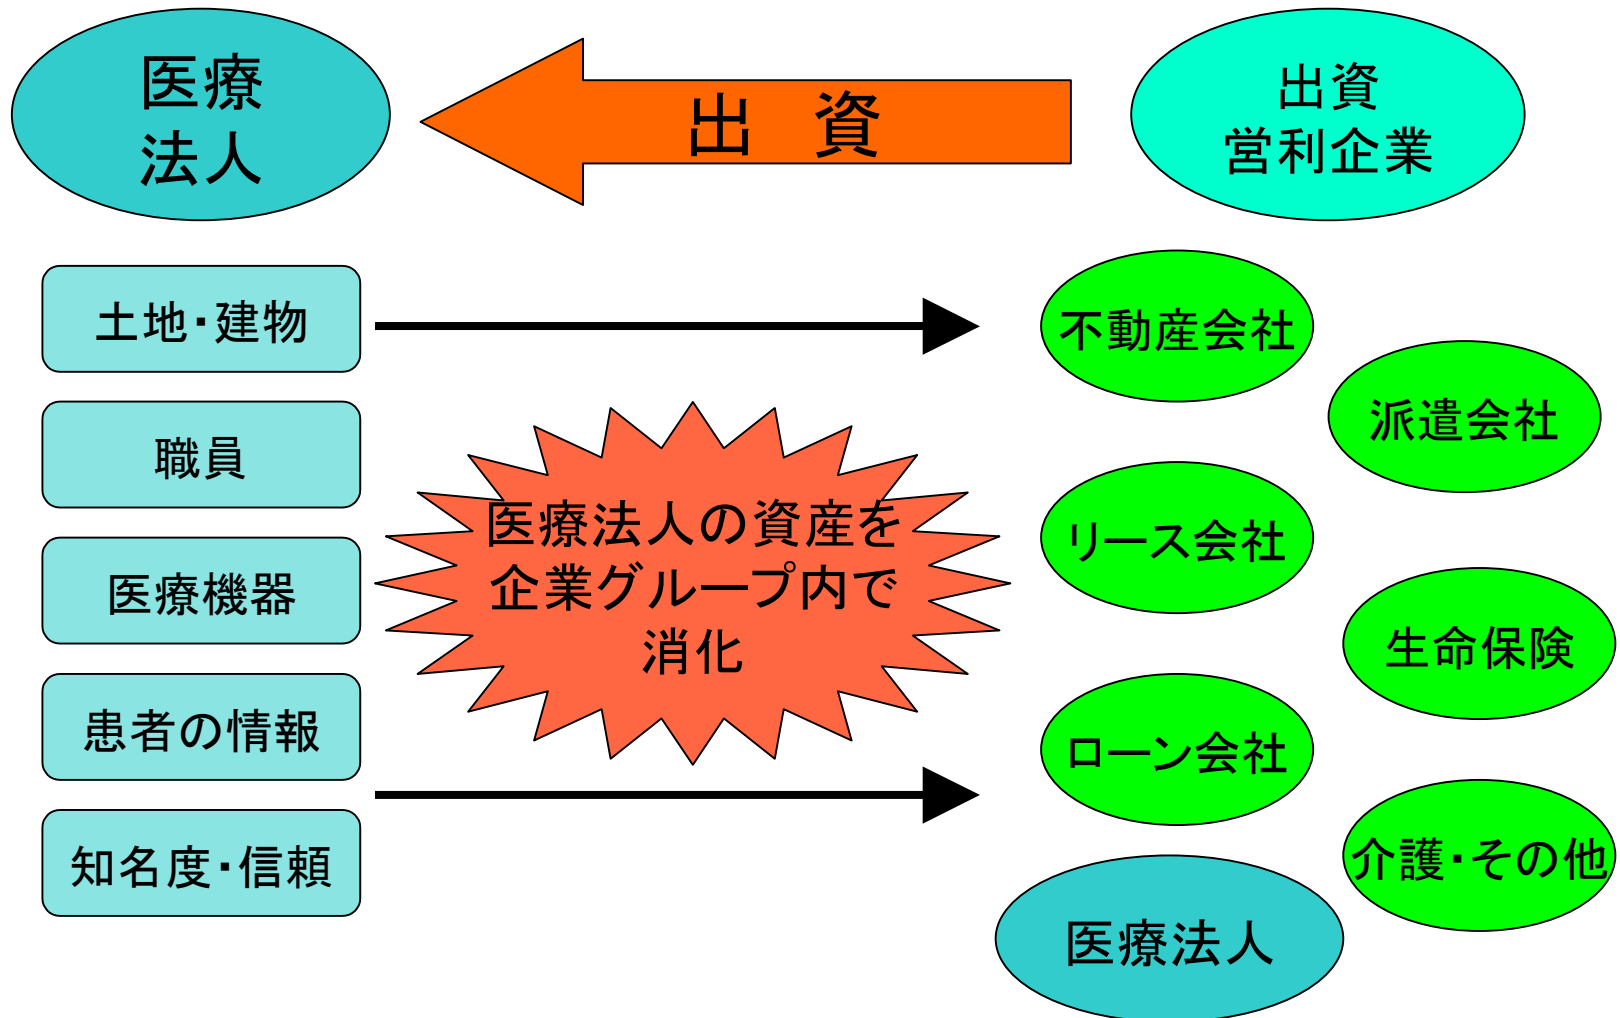 医療
法人
出　資
出資
営利企業
土地・建物
職員
医療機器
患者の情報
知名度・信頼
医療法人の資産を
企業グループ内で
消化
不動産会社
派遣会社
リース会社
生命保険
ローン会社
介護・その他
医療法人